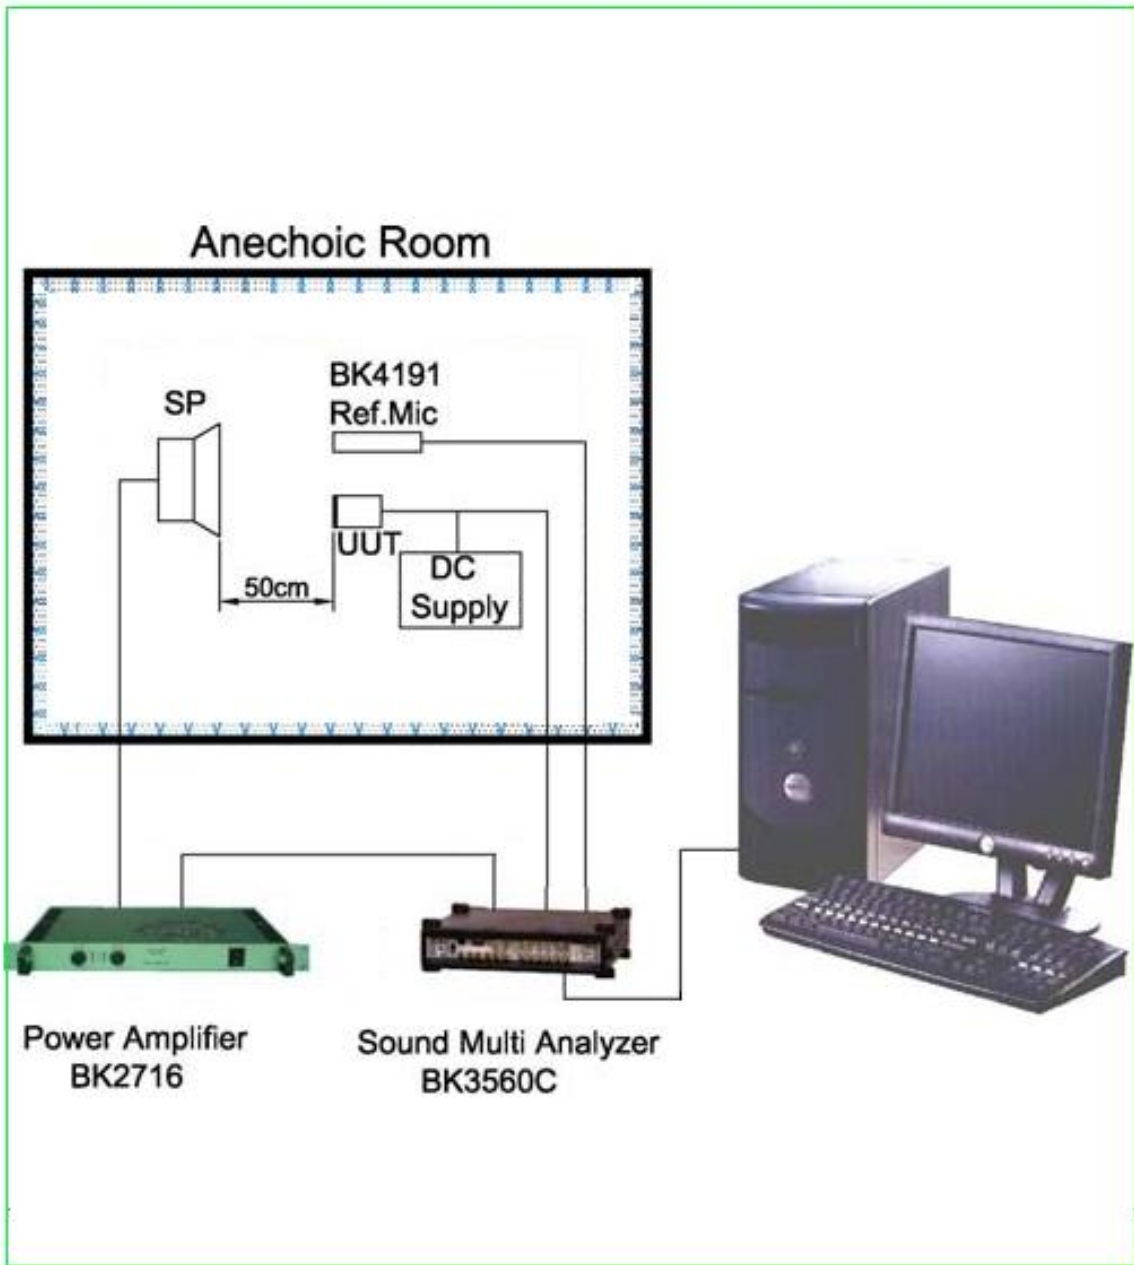 Anechoic Room
BK4191
Ref.Mic
SP
UUT
DC
Supply
50cm
Power Amplifier
BK2716
Sound Multi Analyzer
BK3560C